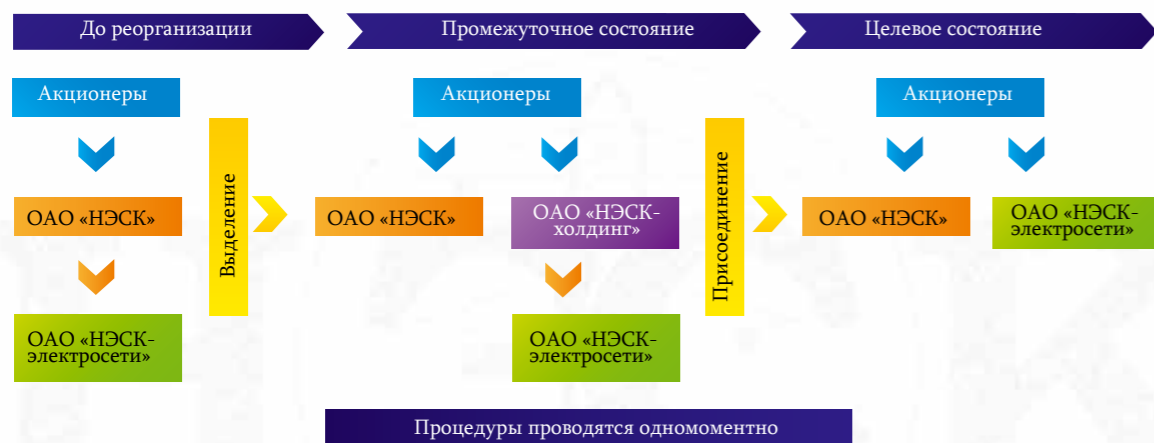 До реорганизации
Промежуточное состояние
Целевое состояние
Акционеры
Акционеры
Акционеры
Выделение
Присоединение
ОАО «НЭСК»
ОАО «НЭСК»
ОАО «НЭСК-
холдинг»
ОАО «НЭСК»
ОАО «НЭСК-
электросети»
ОАО «НЭСК-
электросети»
ОАО «НЭСК-
электросети»
Процедуры проводятся одномоментно